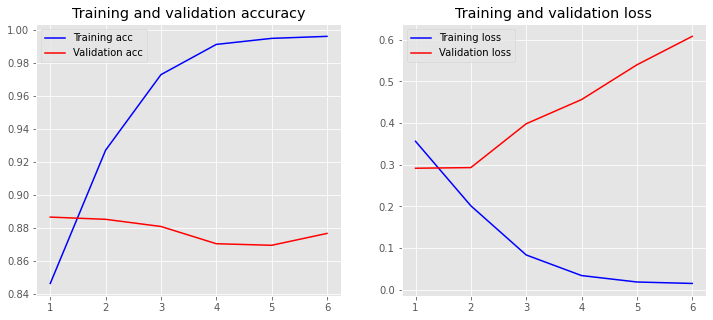 Training and validation accuracy
Training acc
Validation acc
1.00
0.98
0.96
0.94
0.92
0.90
0.88
0.86
0.84
1 2 3 4 5 6
Training and validation loss
Training loss
Validation loss
0.6
0.5
0.4
0.3
0.2
0.1
0.0
1 2 3 4 5 6